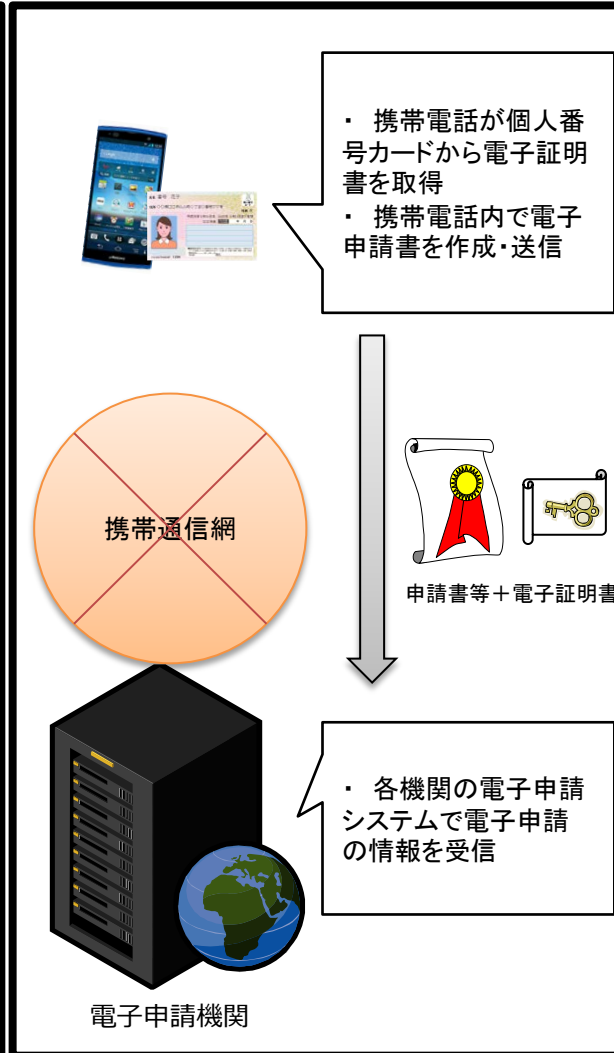 ・ 携帯電話が個人番
号カードから電子証明
書を取得
・ 携帯電話内で電子
申請書を作成・送信
携帯通信網
申請書等＋電子証明書
・ 各機関の電子申請
システムで電子申請
の情報を受信
電子申請機関